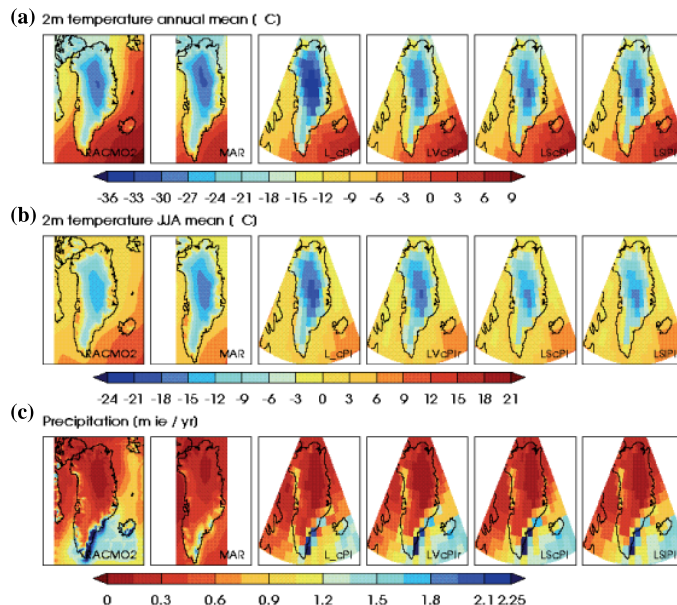 (a) 2m temperature annual mean [ C]
RACMO2 MAR L_cPI LVcPIr LScPI LSIPI
-36 -33 -30 -27 -24 -21 -18 -15 -12 -9 -6 -3 0 3 6 9
(b) 2m temperature JJA mean [ C]
RACMO2 MAR L_cPI LVcPIr LScPI LSIPI
-24 -21 -18 -15 -12 -9 -6 -3 0 3 6 9 12 15 18 21
(c) Precipitation [m ie / yr]
RACMO2 MAR L_cPI LVcPIr LScPI LSIPI
0 0.3 0.6 0.9 1.2 1.5 1.8 2.1 2.25